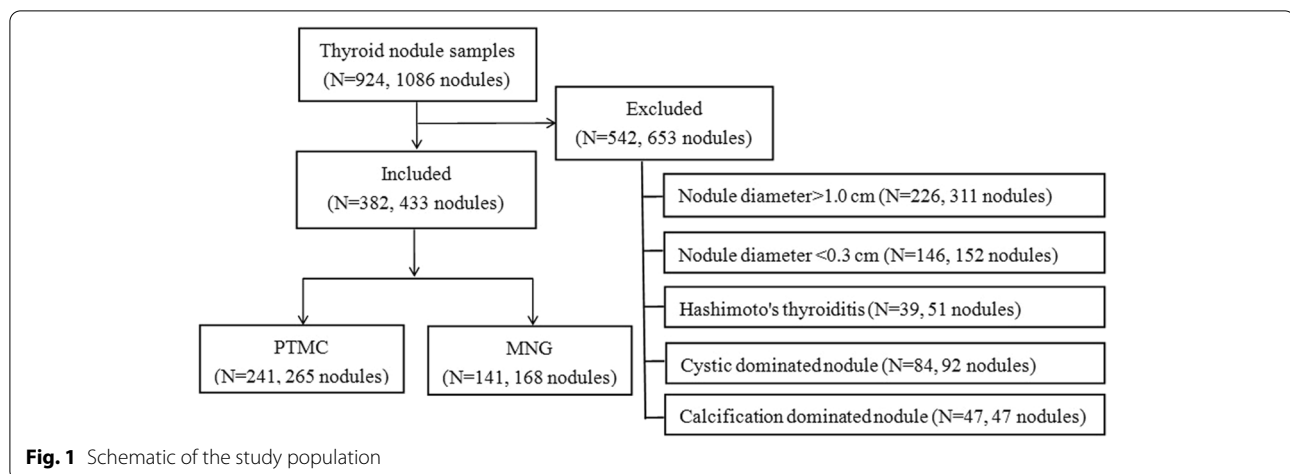 Thyroid nodule samples
(N=924, 1086 nodules)
Excluded
(N=542, 653 nodules)
Included
(N=382, 433 nodules)
Nodule diameter>1.0 cm (N=226, 311 nodules)
Nodule diameter <0.3 cm (N=146, 152 nodules)
Hashimoto's thyroiditis (N=39, 51 nodules)
Cystic dominated nodule (N=84, 92 nodules)
Calcification dominated nodule (N=47, 47 nodules)
PTMC
(N=241, 265 nodules)
MNG
(N=141, 168 nodules)
Fig. 1 Schematic of the study population